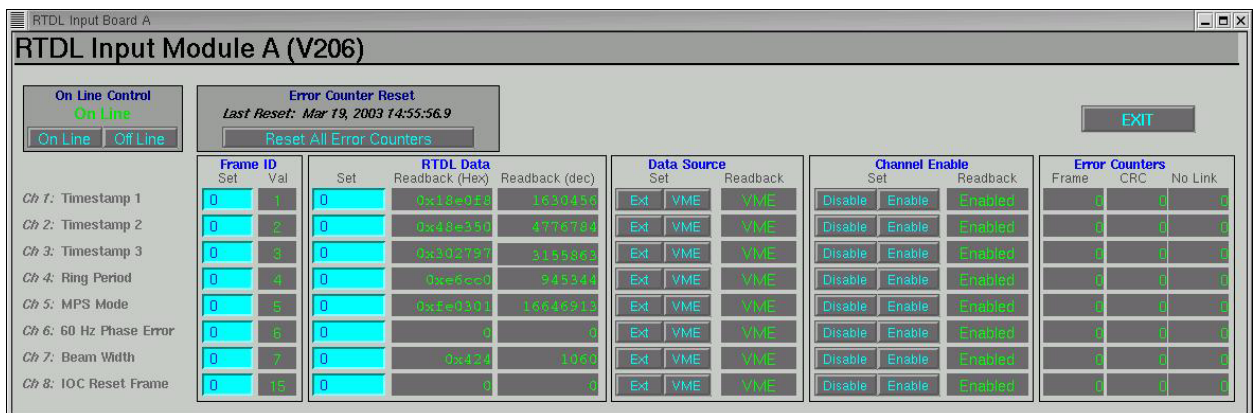 RTDL Input Board A
RTDL Input Module A (V206)
On Line Control
On Line
On Line Off Line
Error Counter Reset
Last Reset: Mar 19, 2003 14:55:56.9
Reset All Error Counters
EXIT
Frame ID RTDL Data Data Source Channel Enable Error Counters
Set Val Set Readback (Hex) Readback (dec) Set Readback Set Readback Frame CRC No Link
Ch 1: Timestamp 1 0 1 0 0x18e0f8 1630456 Ext VME VME Disable Enable Enabled 0 0 0
Ch 2: Timestamp 2 0 2 0 0x48e350 4776784 Ext VME VME Disable Enable Enabled 0 0 0
Ch 3: Timestamp 3 0 3 0 0x302797 3155863 Ext VME VME Disable Enable Enabled 0 0 0
Ch 4: Ring Period 0 4 0 0xe6cc0 945344 Ext VME VME Disable Enable Enabled 0 0 0
Ch 5: MPS Mode 0 5 0 0xfe0301 16646913 Ext VME VME Disable Enable Enabled 0 0 0
Ch 6: 60 Hz Phase Error 0 6 0 0 0 Ext VME VME Disable Enable Enabled 0 0 0
Ch 7: Beam Width 0 7 0 0x424 1060 Ext VME VME Disable Enable Enabled 0 0 0
Ch 8: IOC Reset Frame 0 15 0 0 0 Ext VME VME Disable Enable Enabled 0 0 0